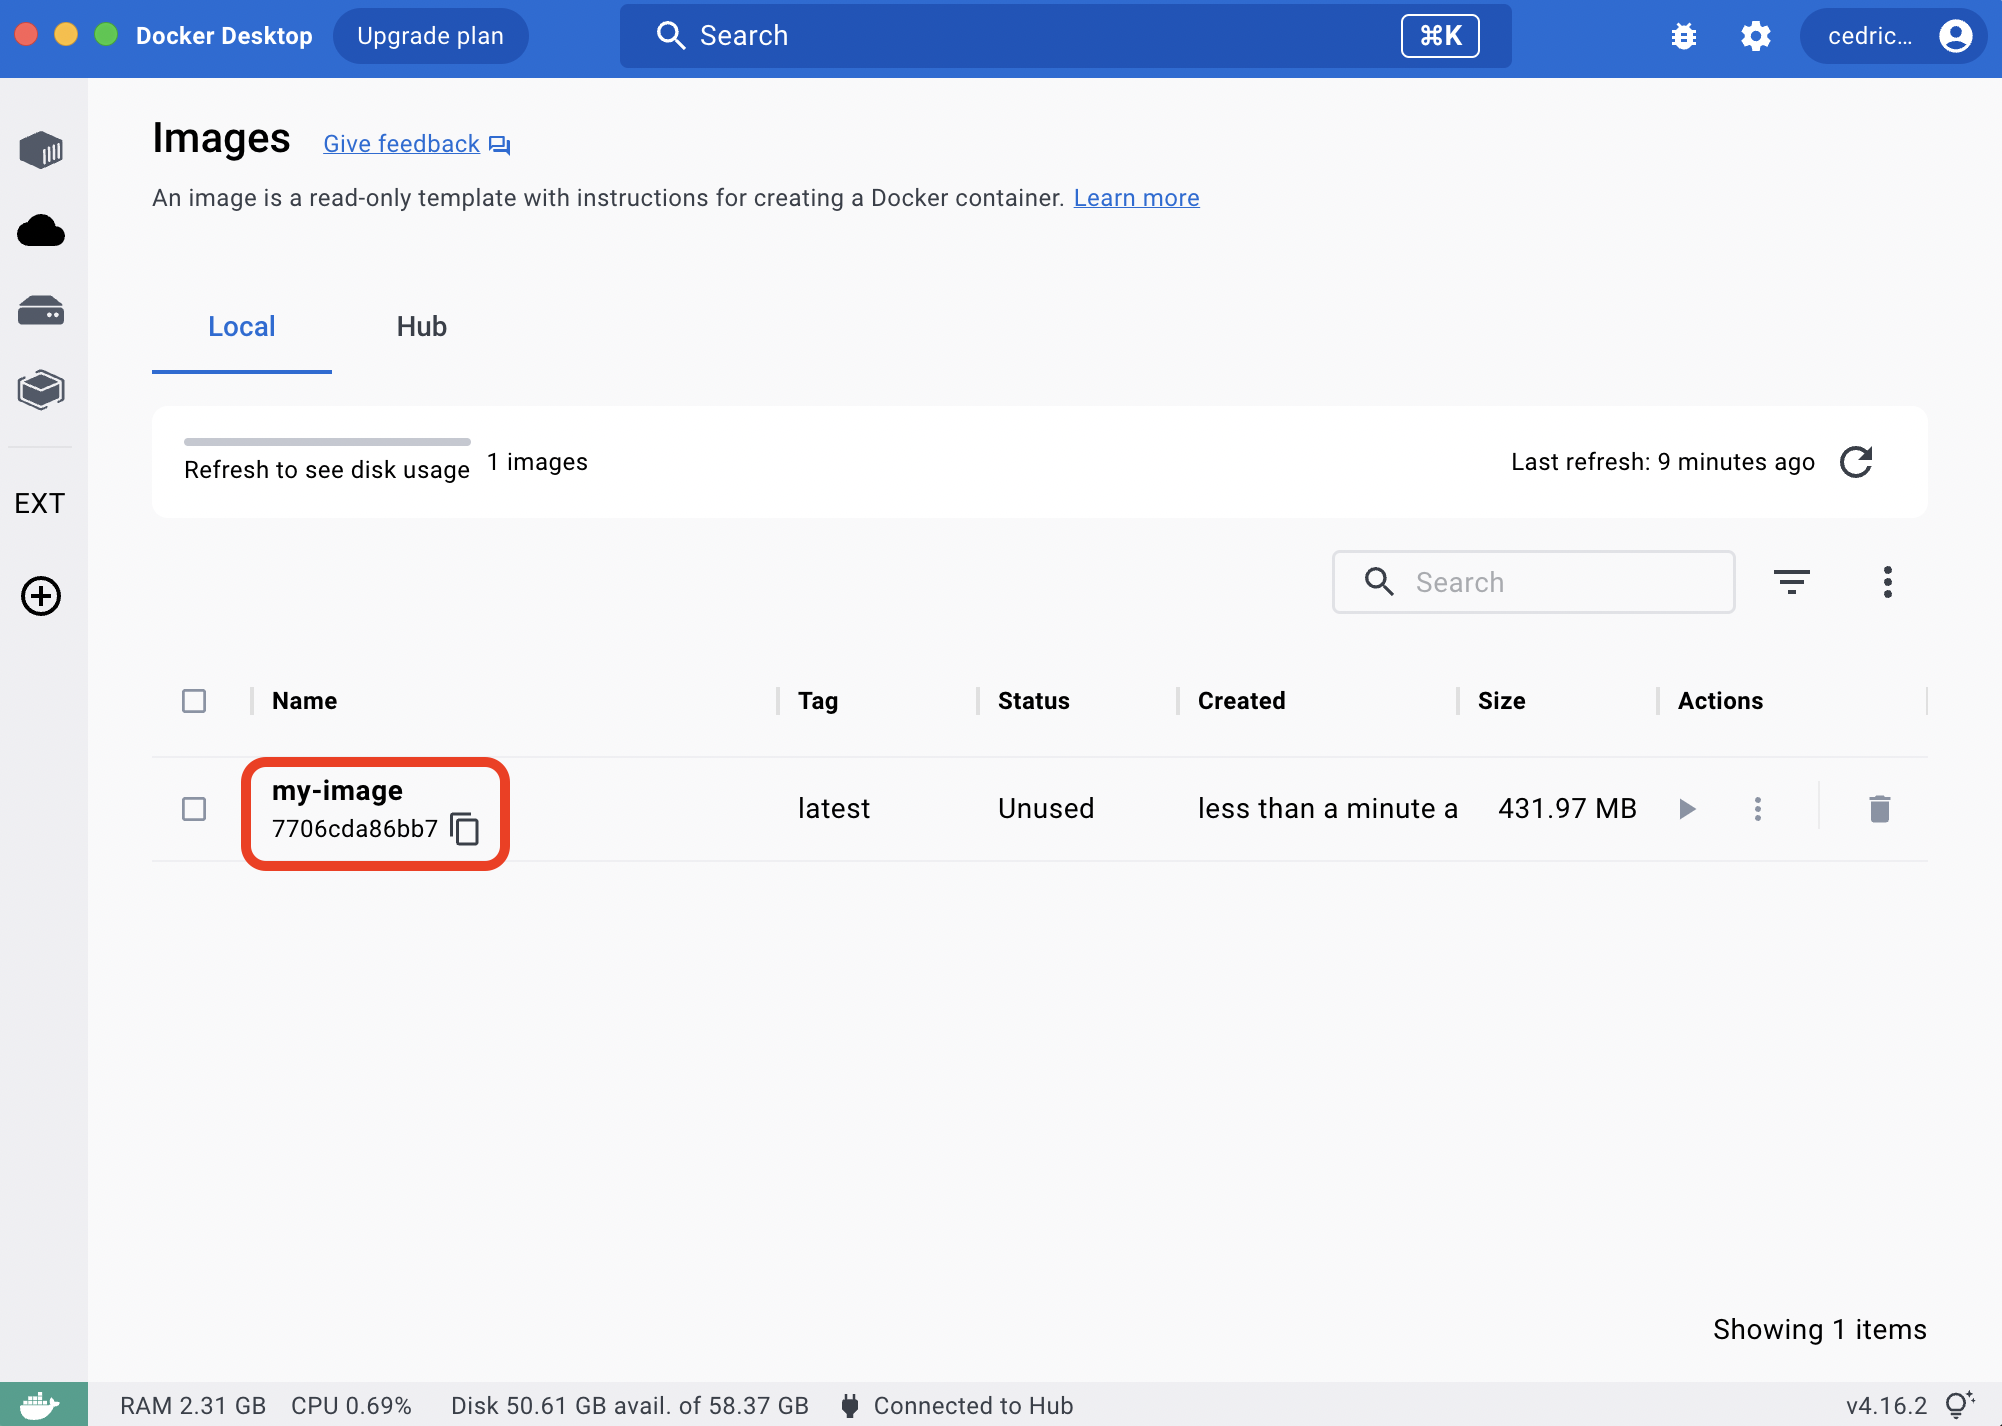 Docker Desktop
Upgrade plan
Search
⌘K
cedric...
Images
Give feedback
An image is a read-only template with instructions for creating a Docker container. Learn more
Local
Hub
Refresh to see disk usage
1 images
Last refresh: 9 minutes ago
EXT
Search
Name
Tag
Status
Created
Size
Actions
my-image
7706cda86bb7
latest
Unused
less than a minute a
431.97 MB
Showing 1 items
RAM 2.31 GB
CPU 0.69%
Disk 50.61 GB avail. of 58.37 GB
Connected to Hub
v4.16.2